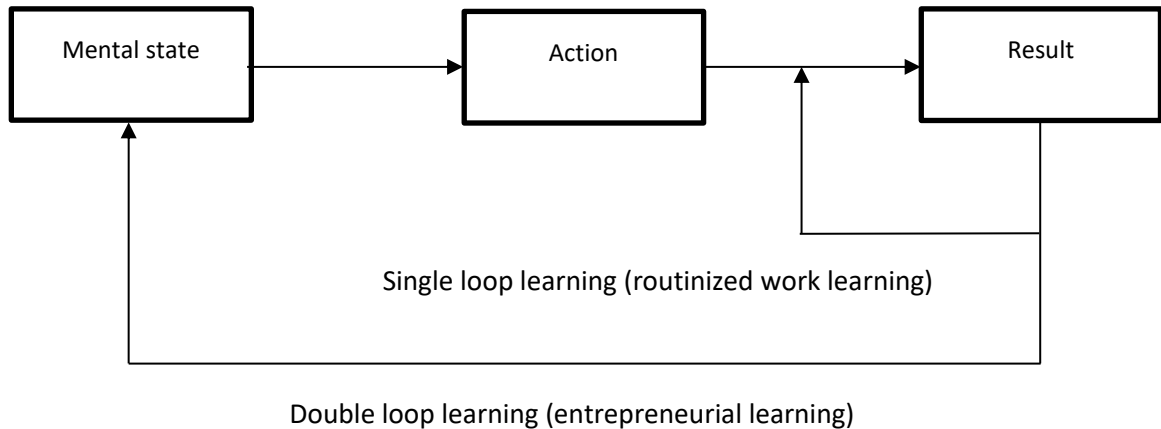 Mental state
Action
Result
Single loop learning (routinized work learning)
Double loop learning (entrepreneurial learning)